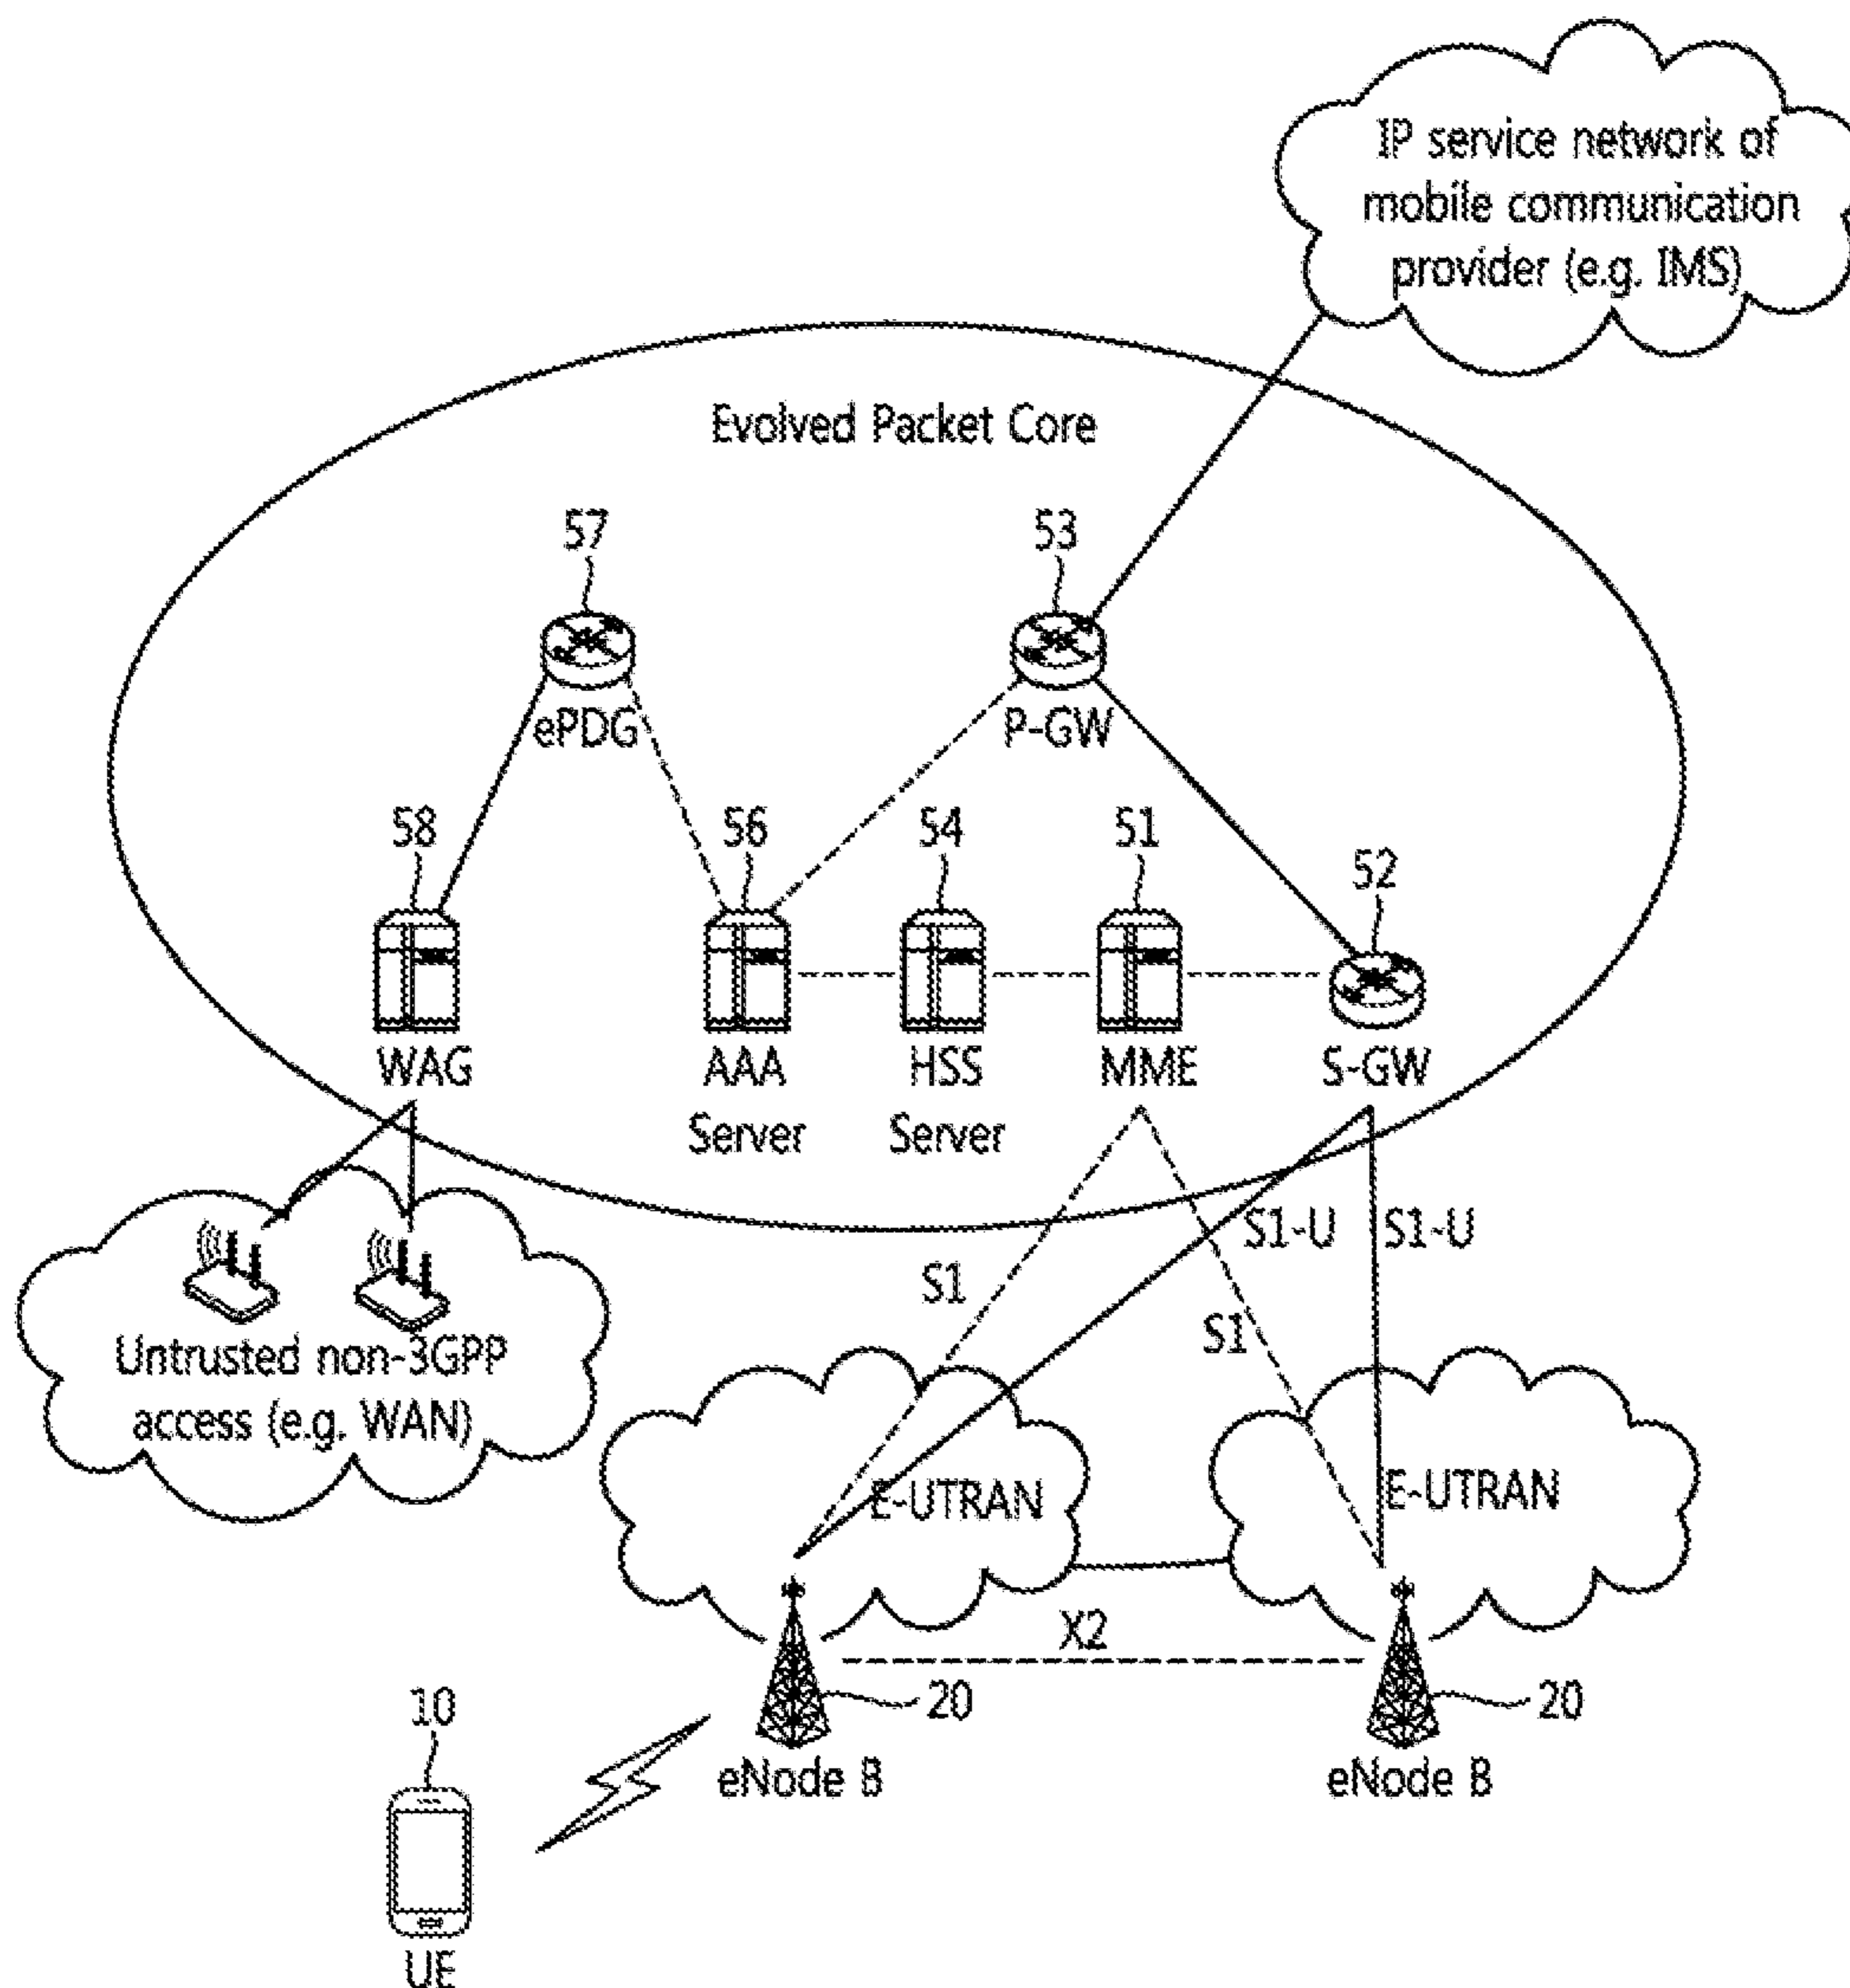 IP service network of
mobile communication
provider (e.g. IMS)
Evolved Packet Core
57
53
ePDG
P-GW
58
56
54
51
52
WAG
AAA
Server
HSS
Server
MME
S-GW
S1-U
S1-U
S1
S1
Untrusted non-3GPP
access (e.g. WAN)
E-UTRAN
E-UTRAN
X2
10
20
20
eNode B
eNode B
UE